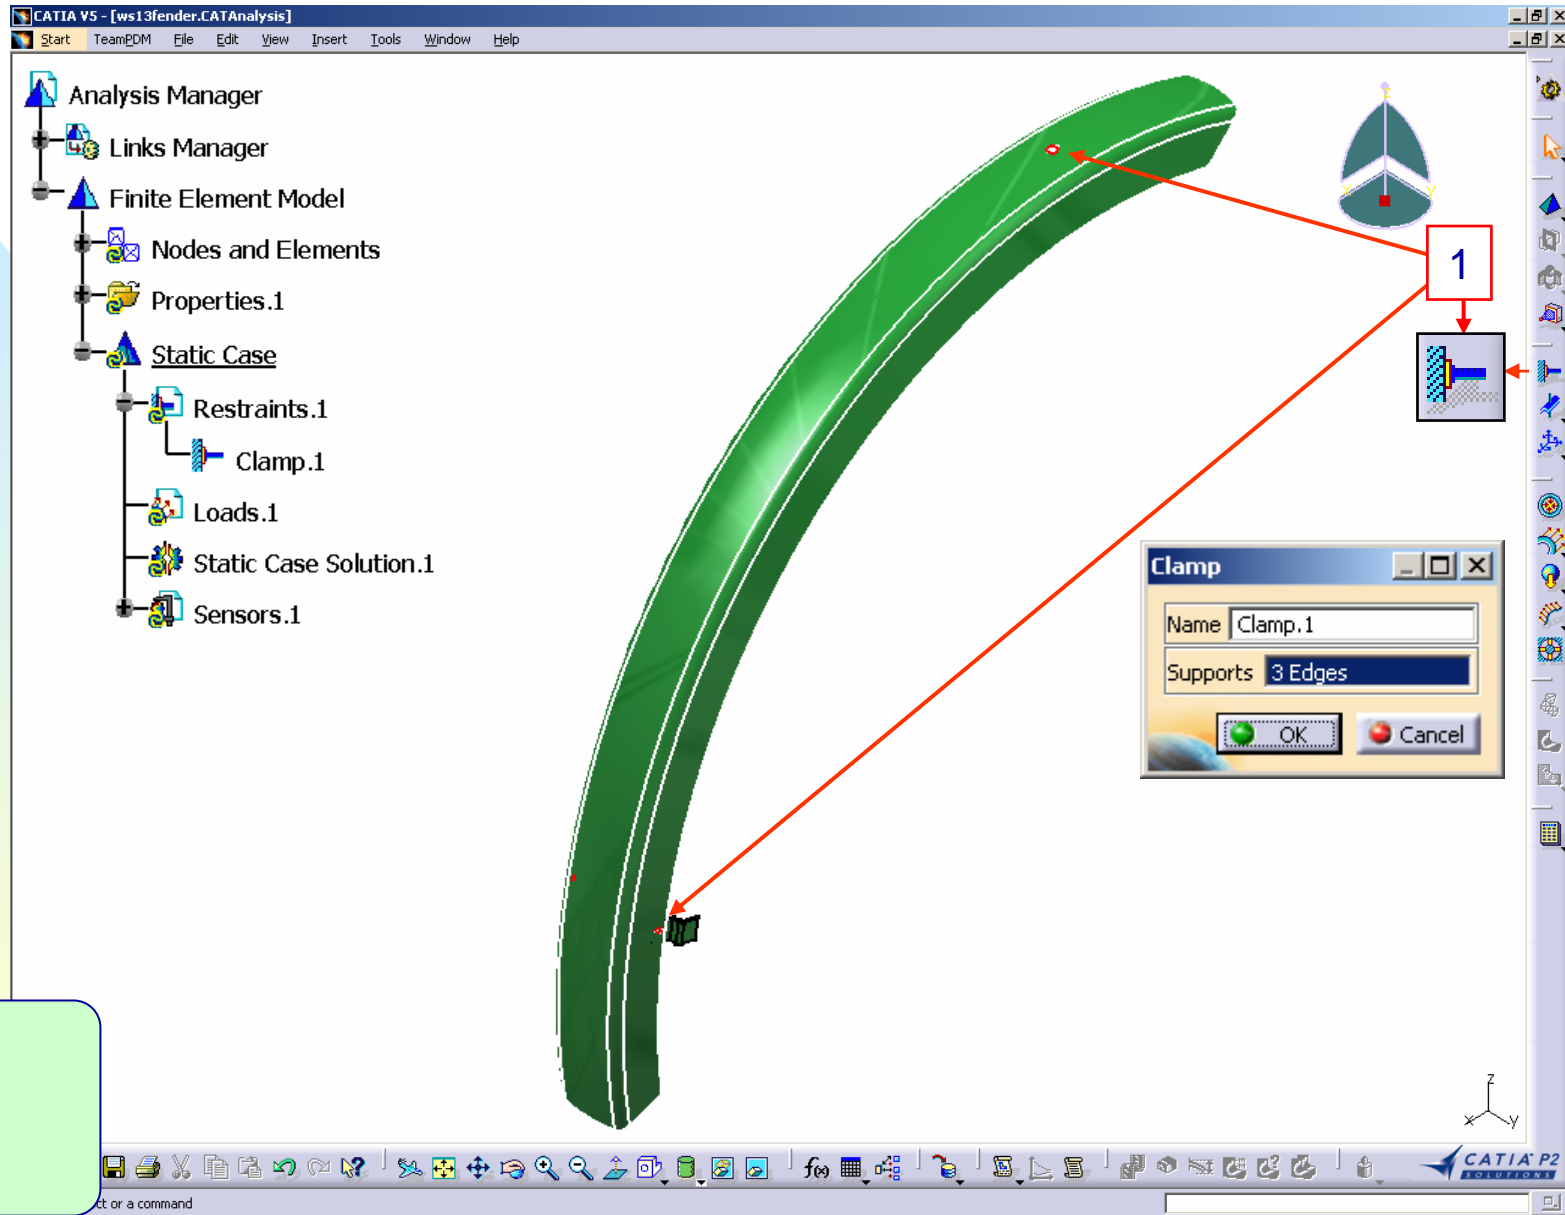 CATIA V5 - [ws13fender.CATAnalysis]
Start TeamPDM File Edit View Insert Tools Window Help
Analysis Manager
Links Manager
Finite Element Model
Nodes and Elements
Properties.1
Static Case
Restraints.1
Clamp.1
Loads.1
Static Case Solution.1
Sensors.1
1
Clamp
Name Clamp.1
Supports 3 Edges
OK Cancel
z
x y
f(x)
CATIA P2
SOLUTIONS
ct or a command